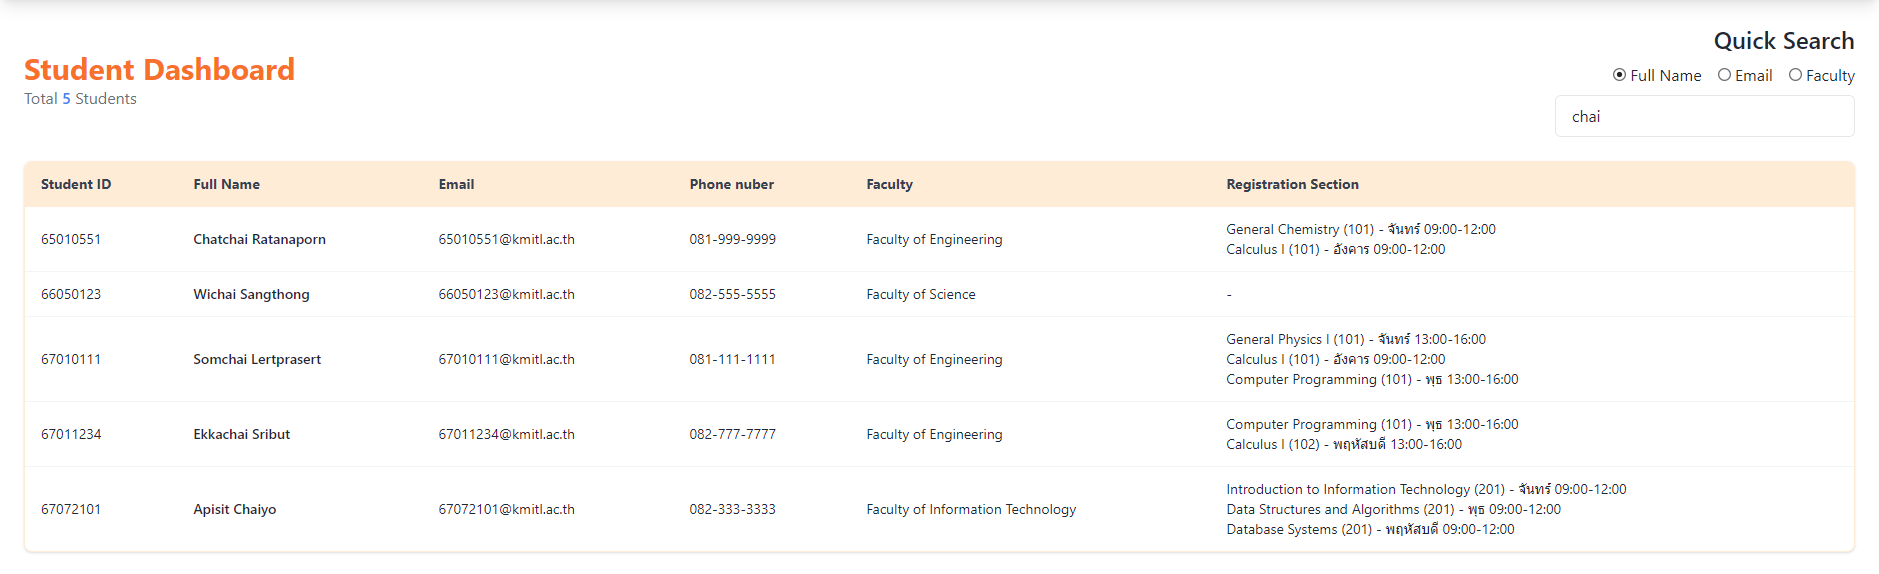 Student Dashboard
Total 5 Students
Quick Search
Full Name Email Faculty
chai
Student ID Full Name Email Phone nuber Faculty Registration Section
65010551 Chatchai Ratanaporn 65010551@kmitl.ac.th 081-999-9999 Faculty of Engineering General Chemistry (101) - จันทร์ 09:00-12:00
Calculus I (101) - อังคาร 09:00-12:00
66050123 Wichai Sangthong 66050123@kmitl.ac.th 082-555-5555 Faculty of Science -
67010111 Somchai Lertprasert 67010111@kmitl.ac.th 081-111-1111 Faculty of Engineering General Physics I (101) - จันทร์ 13:00-16:00
Calculus I (101) - อังคาร 09:00-12:00
Computer Programming (101) - พุธ 13:00-16:00
67011234 Ekkachai Sribut 67011234@kmitl.ac.th 082-777-7777 Faculty of Engineering Computer Programming (101) - พุธ 13:00-16:00
Calculus I (102) - พฤหัสบดี 13:00-16:00
67072101 Apisit Chaiyo 67072101@kmitl.ac.th 082-333-3333 Faculty of Information Technology Introduction to Information Technology (201) - จันทร์ 09:00-12:00
Data Structures and Algorithms (201) - พุธ 09:00-12:00
Database Systems (201) - พฤหัสบดี 09:00-12:00